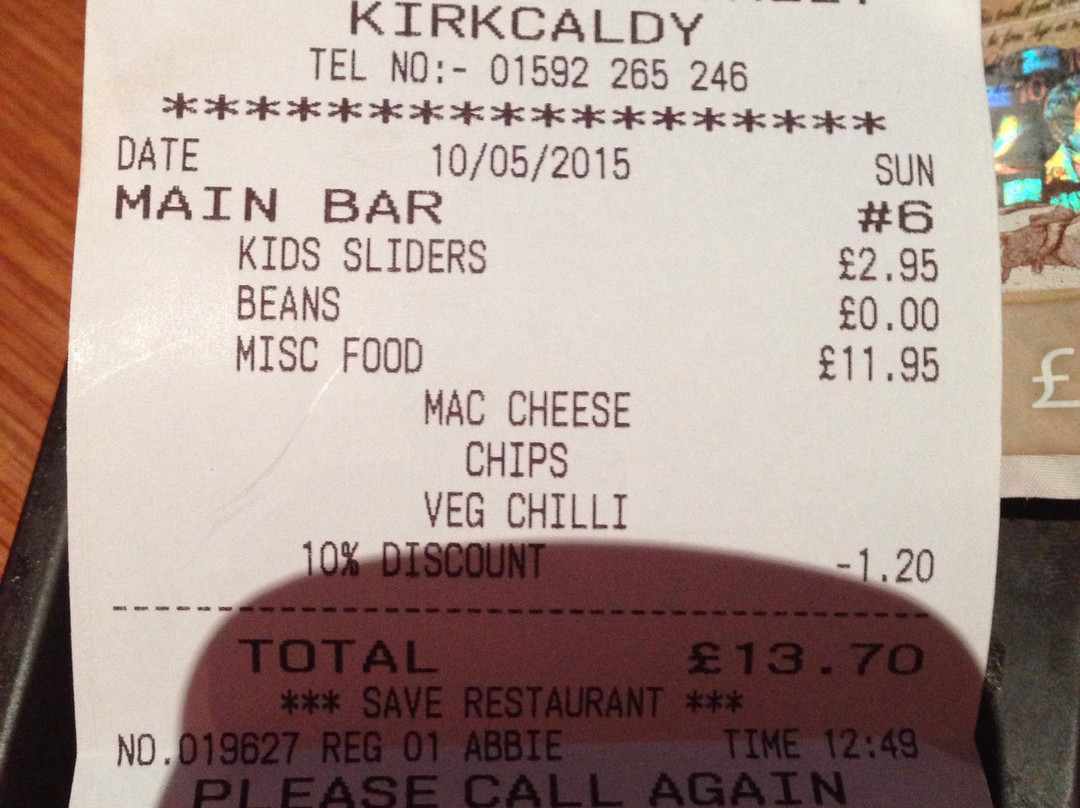 KIRKCALDY
TEL NO:- 01592 265 246
******************
DATE 10/05/2015 SUN
MAIN BAR #6
KIDS SLIDERS £2.95
BEANS £0.00
MISC FOOD £11.95
MAC CHEESE
CHIPS
VEG CHILLI
10% DISCOUNT -1.20
TOTAL £13.70
*** SAVE RESTAURANT ***
NO.019627 REG 01 ABBIE TIME 12:49
PLEASE CALL AGAIN
£